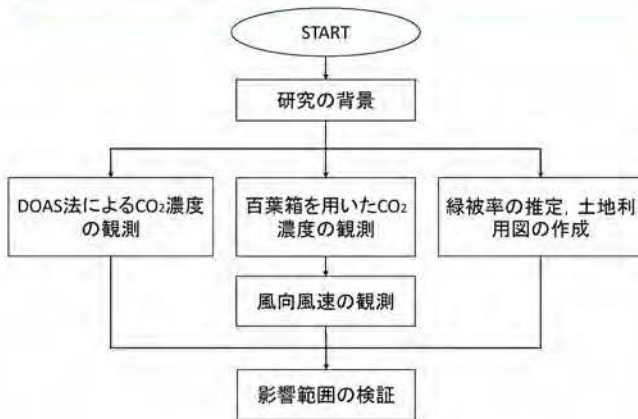 START
研究の背景
DOAS法によるCO₂濃度
の観測
百葉箱を用いたCO₂
濃度の観測
緑被率の推定, 土地利
用図の作成
風向風速の観測
影響範囲の検証